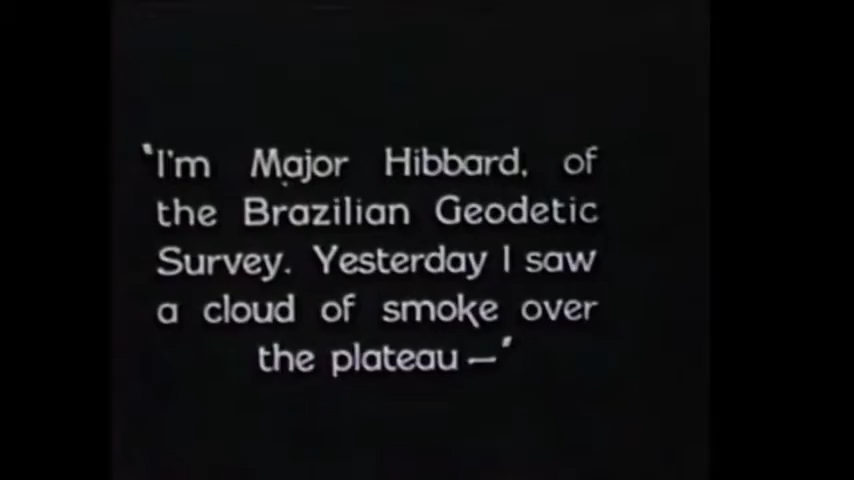 "I'm Major Hibbard, of
the Brazilian Geodetic
Survey. Yesterday I saw
a cloud of smoke over
the plateau—"